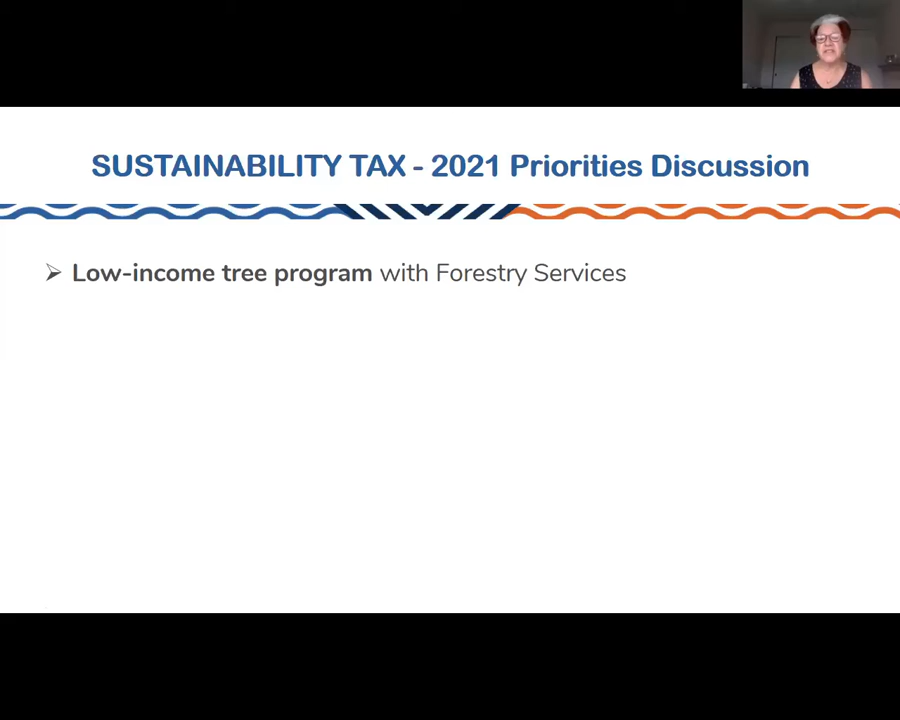 SUSTAINABILITY TAX - 2021 Priorities Discussion
Low-income tree program with Forestry Services